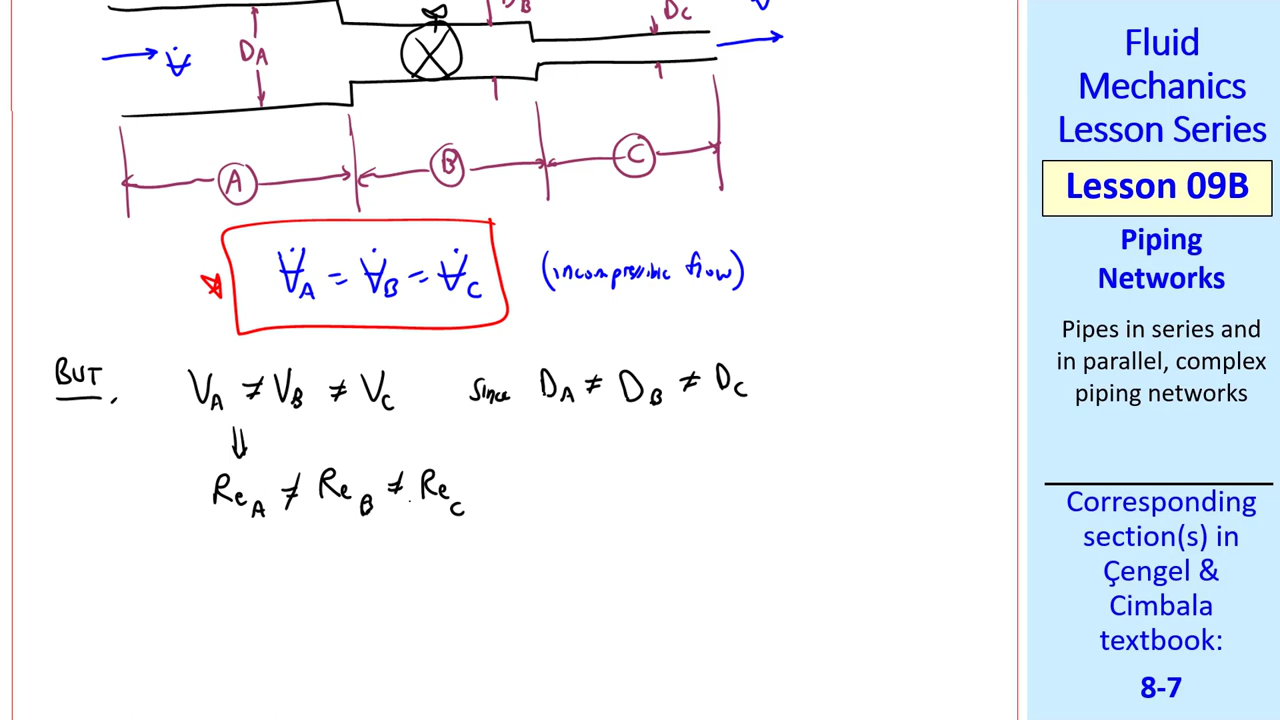 D_B
D_C
D_A
V̇
A
B
C
V̇_A = V̇_B = V̇_C (incompressible flow)
BUT, V_A ≠ V_B ≠ V_C since D_A ≠ D_B ≠ D_C
⇓
Re_A ≠ Re_B ≠ Re_C
Fluid
Mechanics
Lesson Series
Lesson 09B
Piping
Networks
Pipes in series and
in parallel, complex
piping networks
Corresponding
section(s) in
Çengel &
Cimbala
textbook:
8-7